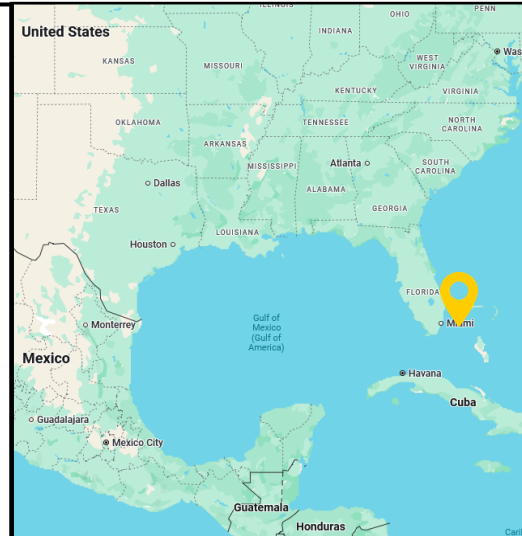 ILLINOIS
OHIO
PENN
United States
INDIANA
Was
KANSAS
MISSOURI
WEST
VIRGINIA
KENTUCKY
VIRGINIA
OKLAHOMA
TENNESSEE
NORTH
CAROLINA
ARKANSAS
MISSISSIPPI
Atlanta
SOUTH
CAROLINA
Dallas
ALABAMA
TEXAS
GEORGIA
LOUISIANA
Houston
FLORIDA
Gulf of
Mexico
(Gulf of
America)
Monterrey
Miami
Mexico
Havana
Cuba
Guadalajara
Mexico City
Guatemala
Honduras
Cari